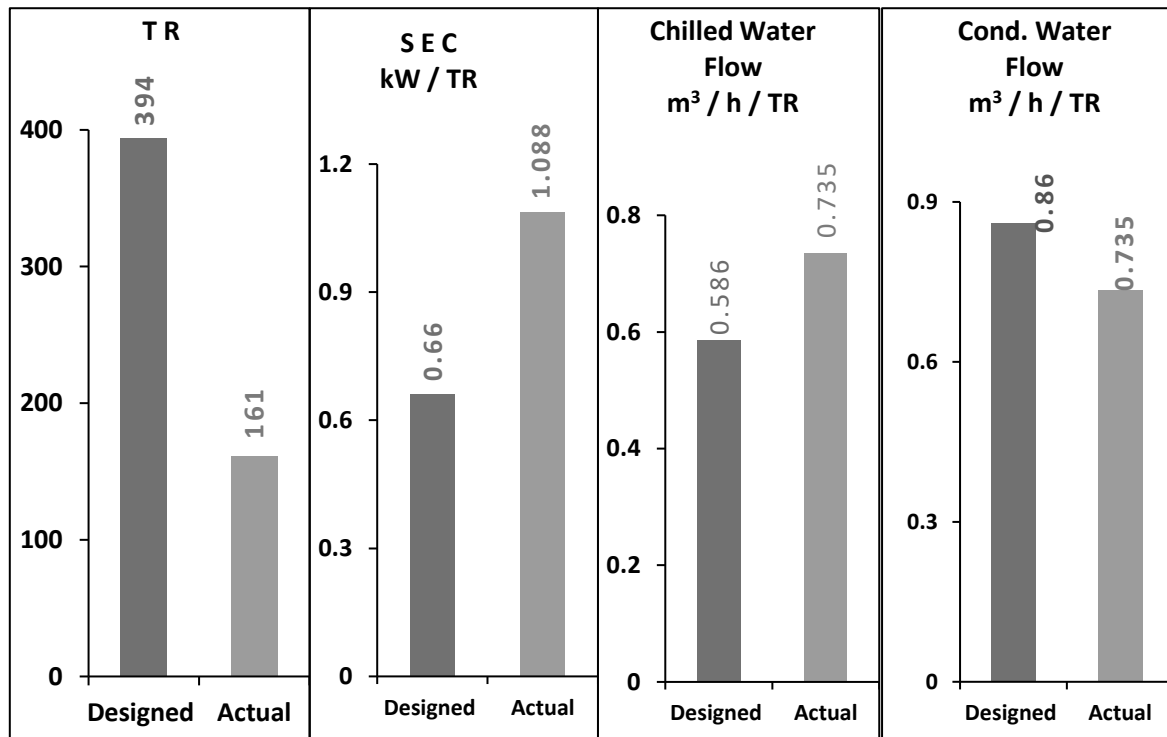 T R
394
400
300
200
100
0
161
Designed Actual
S E C
kW / TR
1.2
0.9
0.6
0.3
0
0.66
1.088
Designed Actual
Chilled Water
Flow
m³ / h / TR
0.8
0.6
0.4
0.2
0
0.586
0.735
Designed Actual
Cond. Water
Flow
m³ / h / TR
0.9
0.6
0.3
0
0.86
0.735
Designed Actual